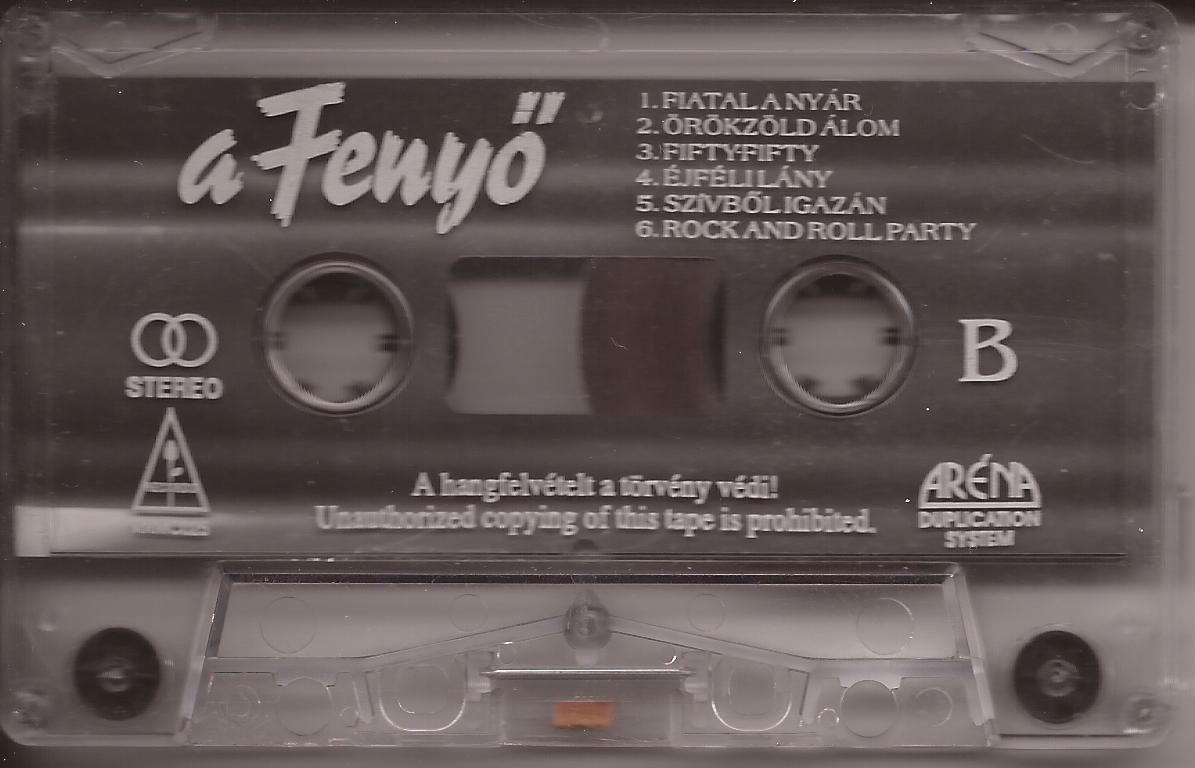 a Fenyő
1. FIATAL A NYÁR
2. ÖRÖKZÖLD ÁLOM
3. FIFTY-FIFTY
4. ÉJFÉLI LÁNY
5. SZÍVBŐL IGAZÁN
6. ROCK AND ROLL PARTY
STEREO
B
A hangfelvételt a törvény védi!
Unauthorized copying of this tape is prohibited.
ARÉNA
DUPLICATION
SYSTEM